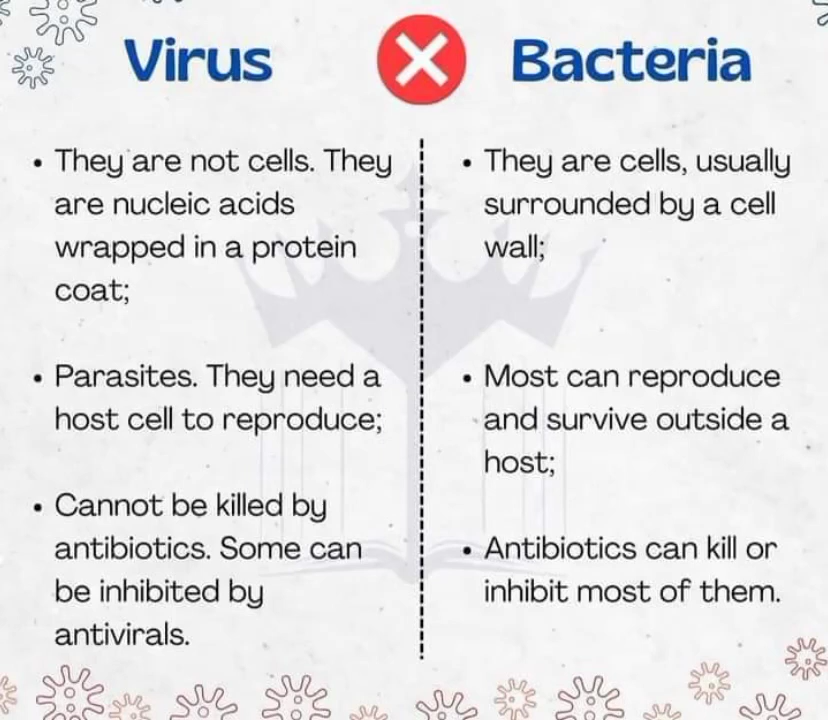 Virus
Bacteria
• They are not cells. They
are nucleic acids
wrapped in a protein
coat;
• Parasites. They need a
host cell to reproduce;
• Cannot be killed by
antibiotics. Some can
be inhibited by
antivirals.
• They are cells, usually
surrounded by a cell
wall;
• Most can reproduce
and survive outside a
host;
• Antibiotics can kill or
inhibit most of them.